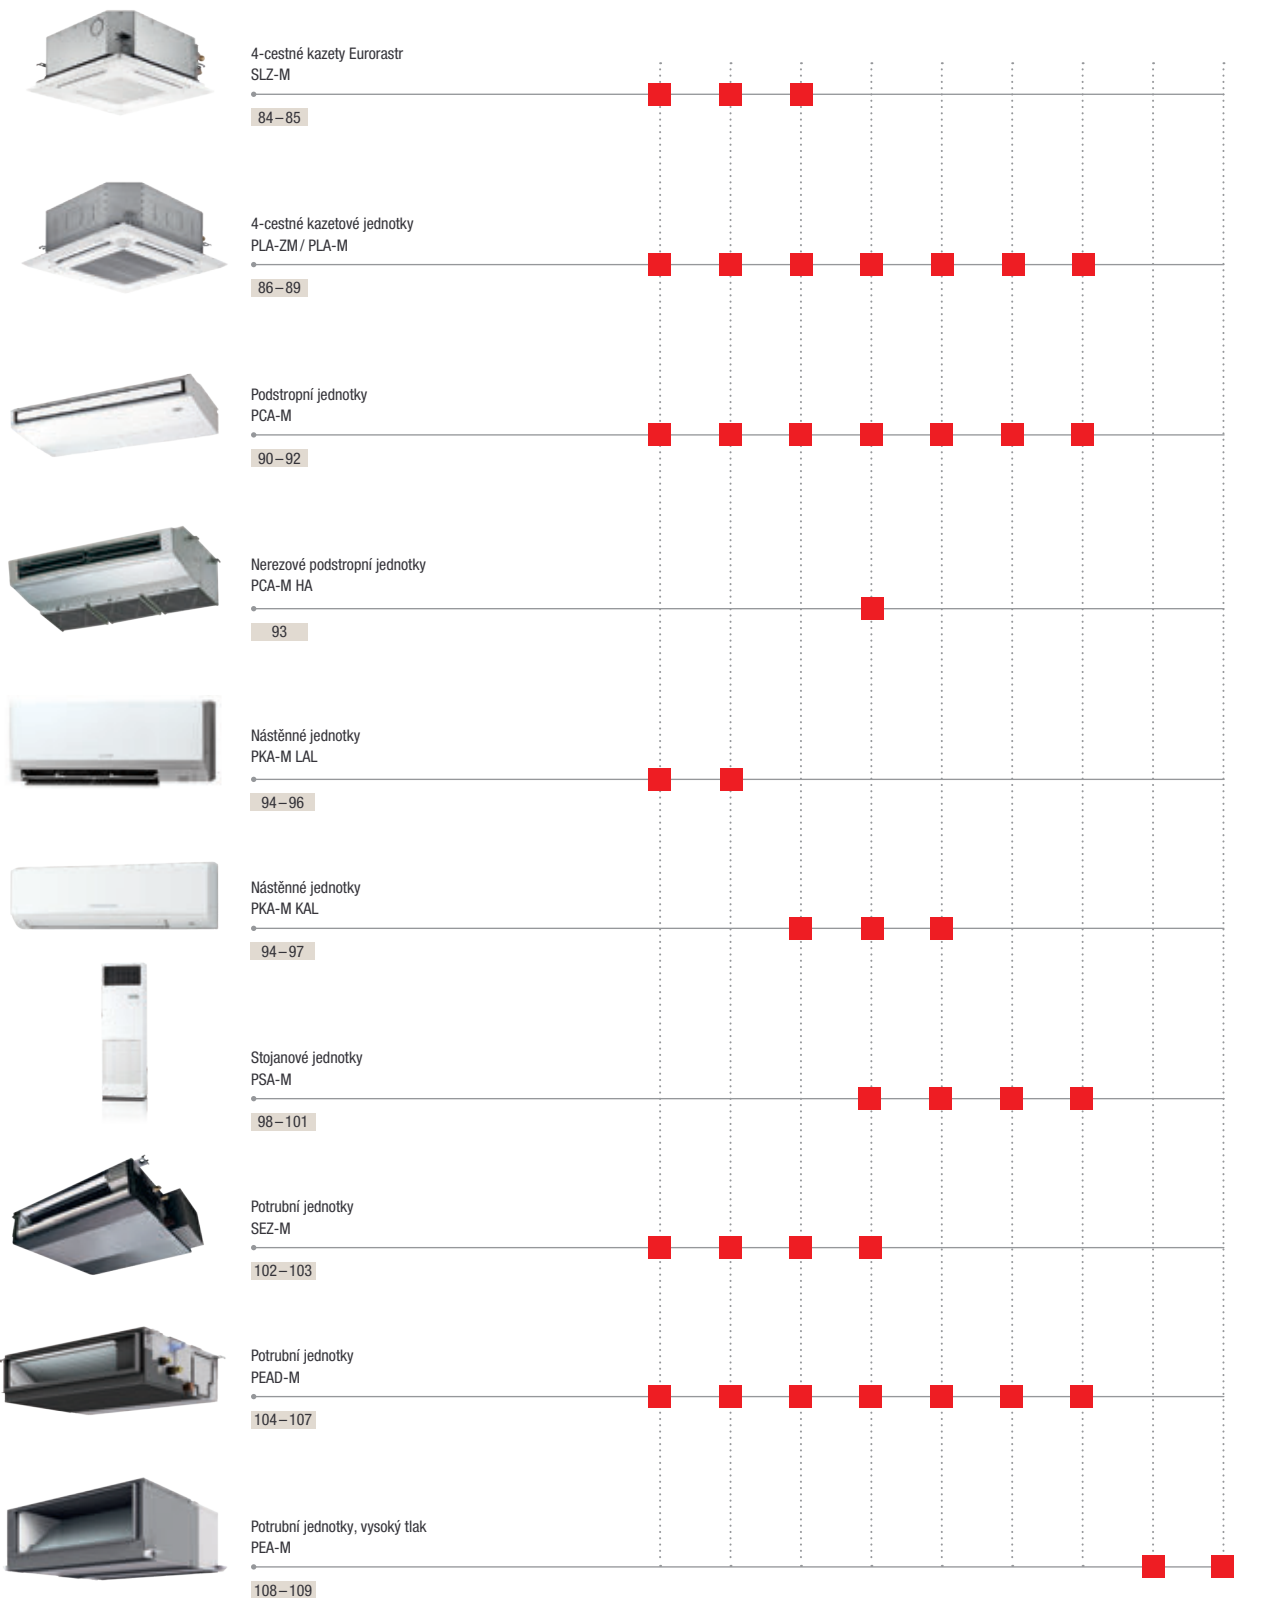 4-cestné kazety Eurorastr
SLZ-M
84–85
4-cestné kazetové jednotky
PLA-ZM / PLA-M
86–89
Podstropní jednotky
PCA-M
90–92
Nerezové podstropní jednotky
PCA-M HA
93
Nástěnné jednotky
PKA-M LAL
94–96
Nástěnné jednotky
PKA-M KAL
94–97
Stojanové jednotky
PSA-M
98–101
Potrubní jednotky
SEZ-M
102–103
Potrubní jednotky
PEAD-M
104–107
Potrubní jednotky, vysoký tlak
PEA-M
108–109